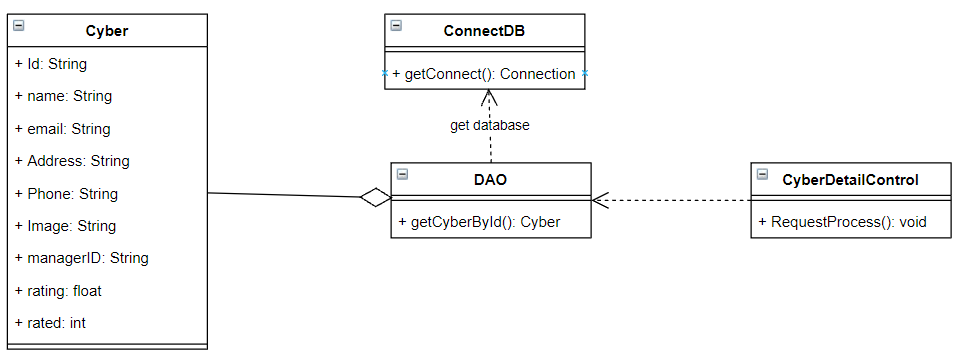 Cyber
+ Id: String
+ name: String
+ email: String
+ Address: String
+ Phone: String
+ Image: String
+ managerID: String
+ rating: float
+ rated: int
ConnectDB
+ getConnect(): Connection
get database
DAO
+ getCyberById(): Cyber
CyberDetailControl
+ RequestProcess(): void